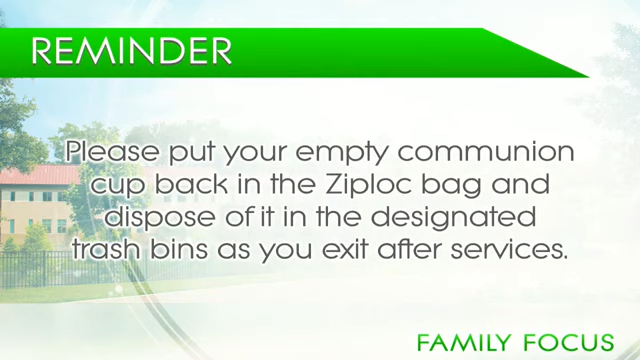 REMINDER
Please put your empty communion
cup back in the Ziploc bag and
dispose of it in the designated
trash bins as you exit after services.
FAMILY FOCUS